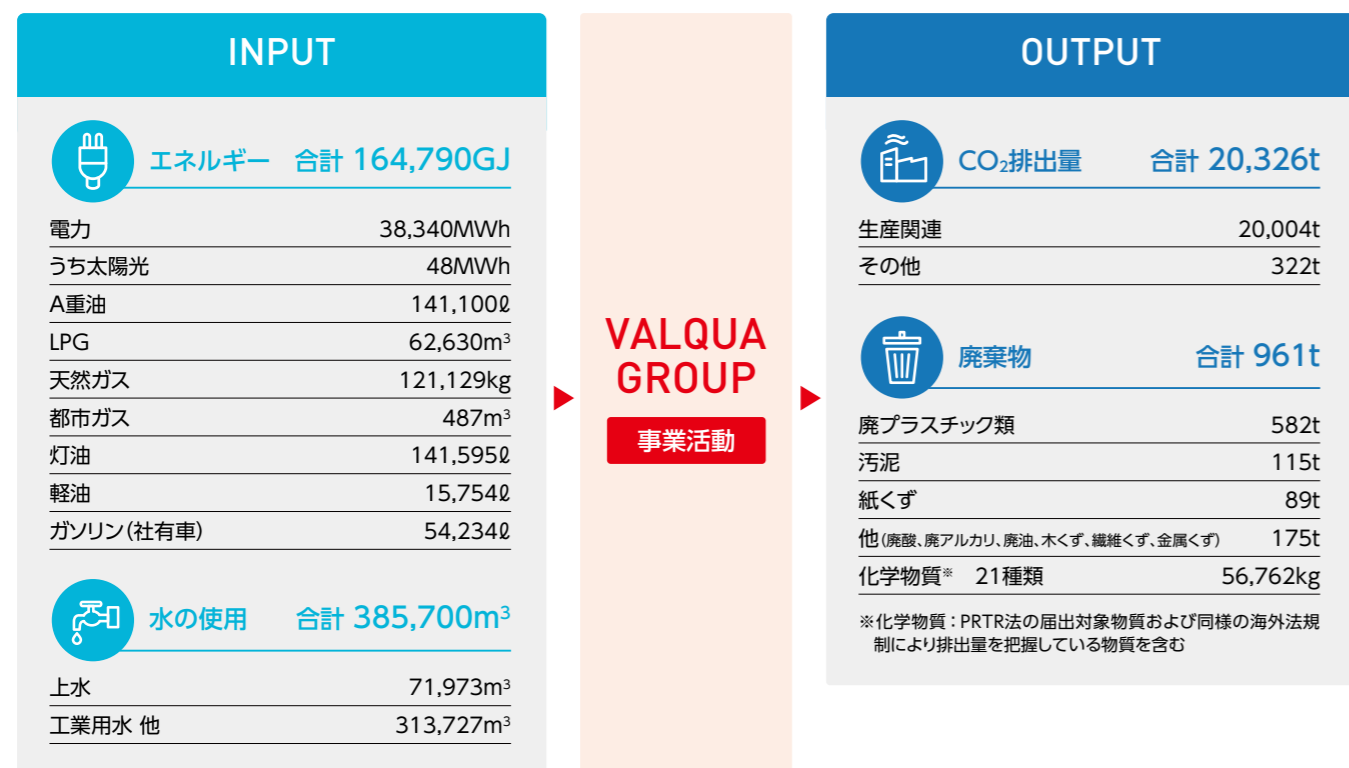 INPUT
エネルギー 合計 164,790GJ
電力 38,340MWh
うち太陽光 48MWh
A重油 141,100ℓ
LPG 62,630m³
天然ガス 121,129kg
都市ガス 487m³
灯油 141,595ℓ
軽油 15,754ℓ
ガソリン(社有車) 54,234ℓ
水の使用 合計 385,700m³
上水 71,973m³
工業用水 他 313,727m³
VALQUA
GROUP
事業活動
OUTPUT
CO₂排出量 合計 20,326t
生産関連 20,004t
その他 322t
廃棄物 合計 961t
廃プラスチック類 582t
汚泥 115t
紙くず 89t
他(廃酸、廃アルカリ、廃油、木くず、繊維くず、金属くず) 175t
化学物質※ 21種類 56,762kg
※化学物質：PRTR法の届出対象物質および同様の海外法規
制により排出量を把握している物質を含む